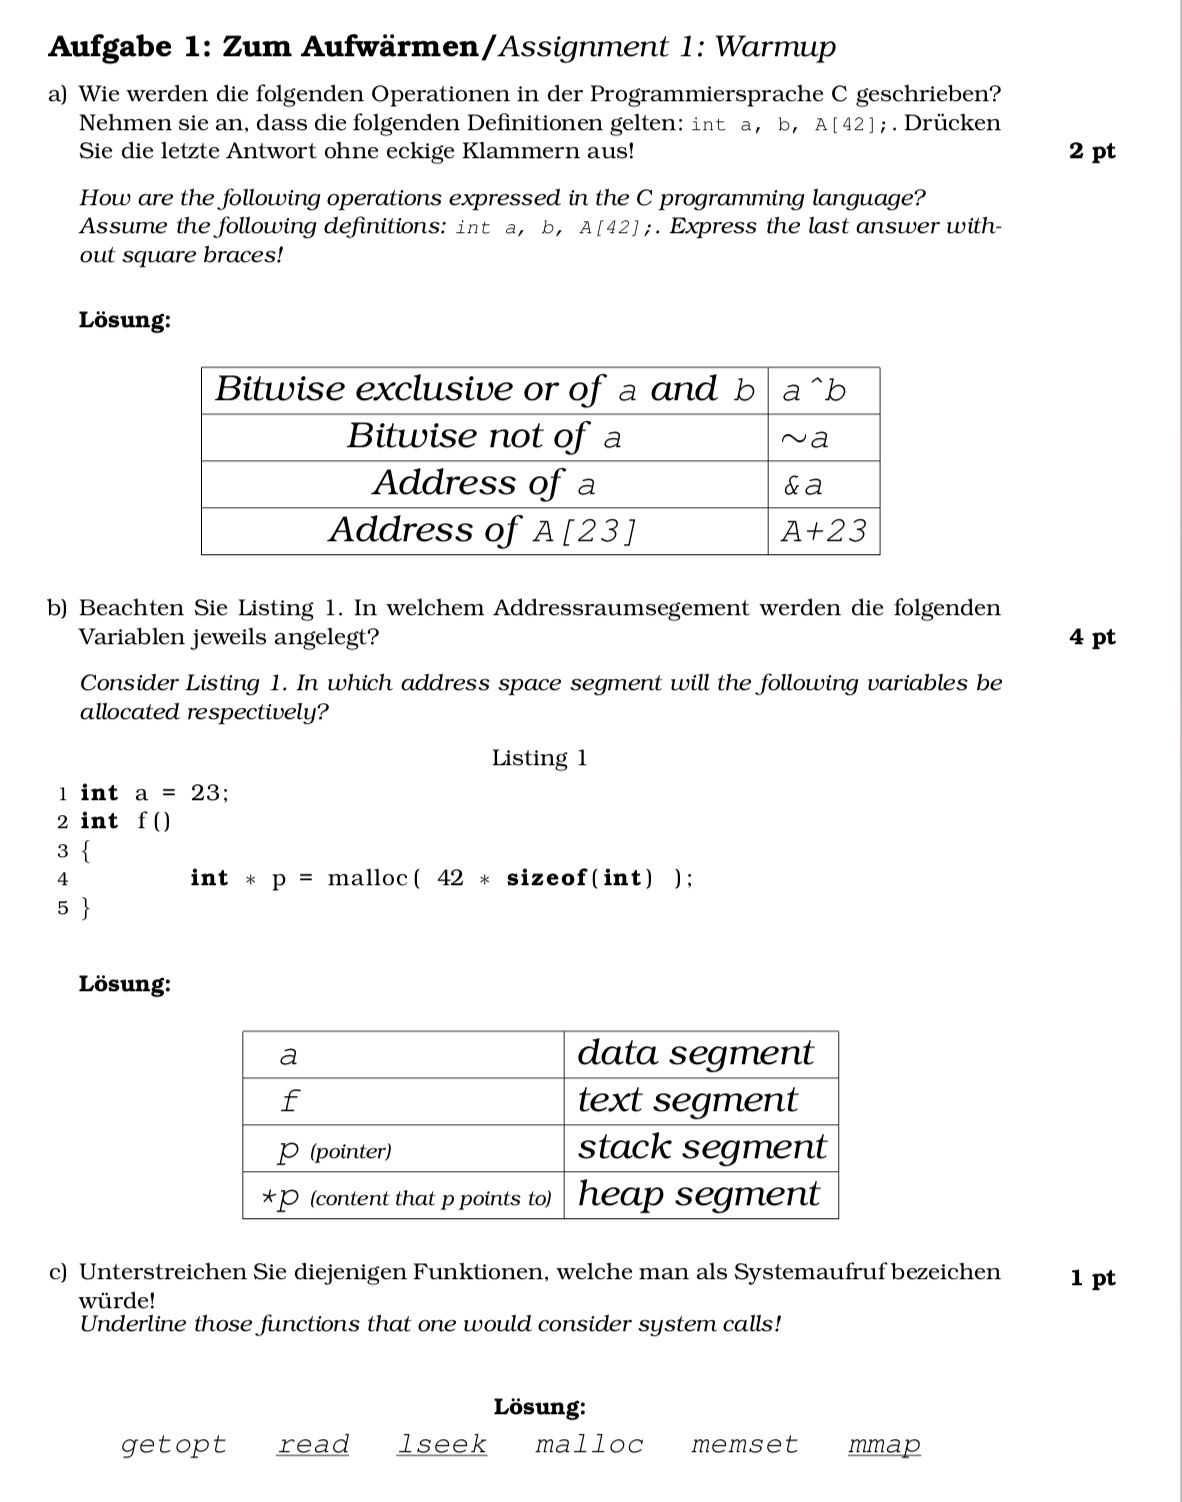 Aufgabe 1: Zum Aufwärmen/Assignment 1: Warmup
a) Wie werden die folgenden Operationen in der Programmiersprache C geschrieben?
Nehmen sie an, dass die folgenden Definitionen gelten: int a, b, A[42];. Drücken
Sie die letzte Antwort ohne eckige Klammern aus! 2 pt
How are the following operations expressed in the C programming language?
Assume the following definitions: int a, b, A[42];. Express the last answer with-
out square braces!
Lösung:
Bitwise exclusive or of a and b a^b
Bitwise not of a ~a
Address of a &a
Address of A[23] A+23
b) Beachten Sie Listing 1. In welchem Addressraumsegement werden die folgenden
Variablen jeweils angelegt? 4 pt
Consider Listing 1. In which address space segment will the following variables be
allocated respectively?
Listing 1
1 int a = 23;
2 int f()
3 {
4 int * p = malloc( 42 * sizeof(int) );
5 }
Lösung:
a data segment
f text segment
p (pointer) stack segment
*p (content that p points to) heap segment
c) Unterstreichen Sie diejenigen Funktionen, welche man als Systemaufruf bezeichen 1 pt
würde!
Underline those functions that one would consider system calls!
Lösung:
getopt read lseek malloc memset mmap